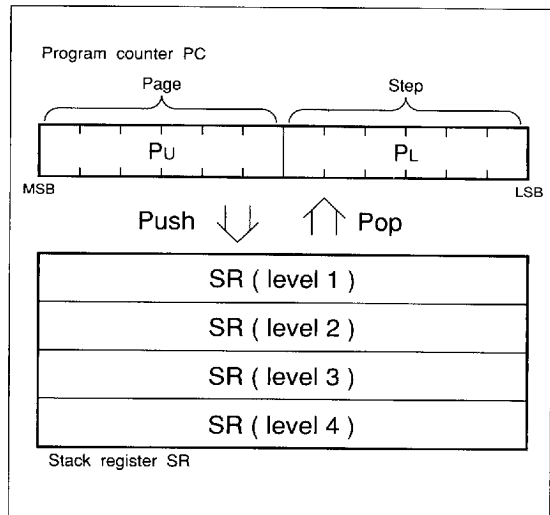 Program counter PC
Page Step
PU PL
MSB LSB
Push Pop
SR ( level 1 )
SR ( level 2 )
SR ( level 3 )
SR ( level 4 )
Stack register SR